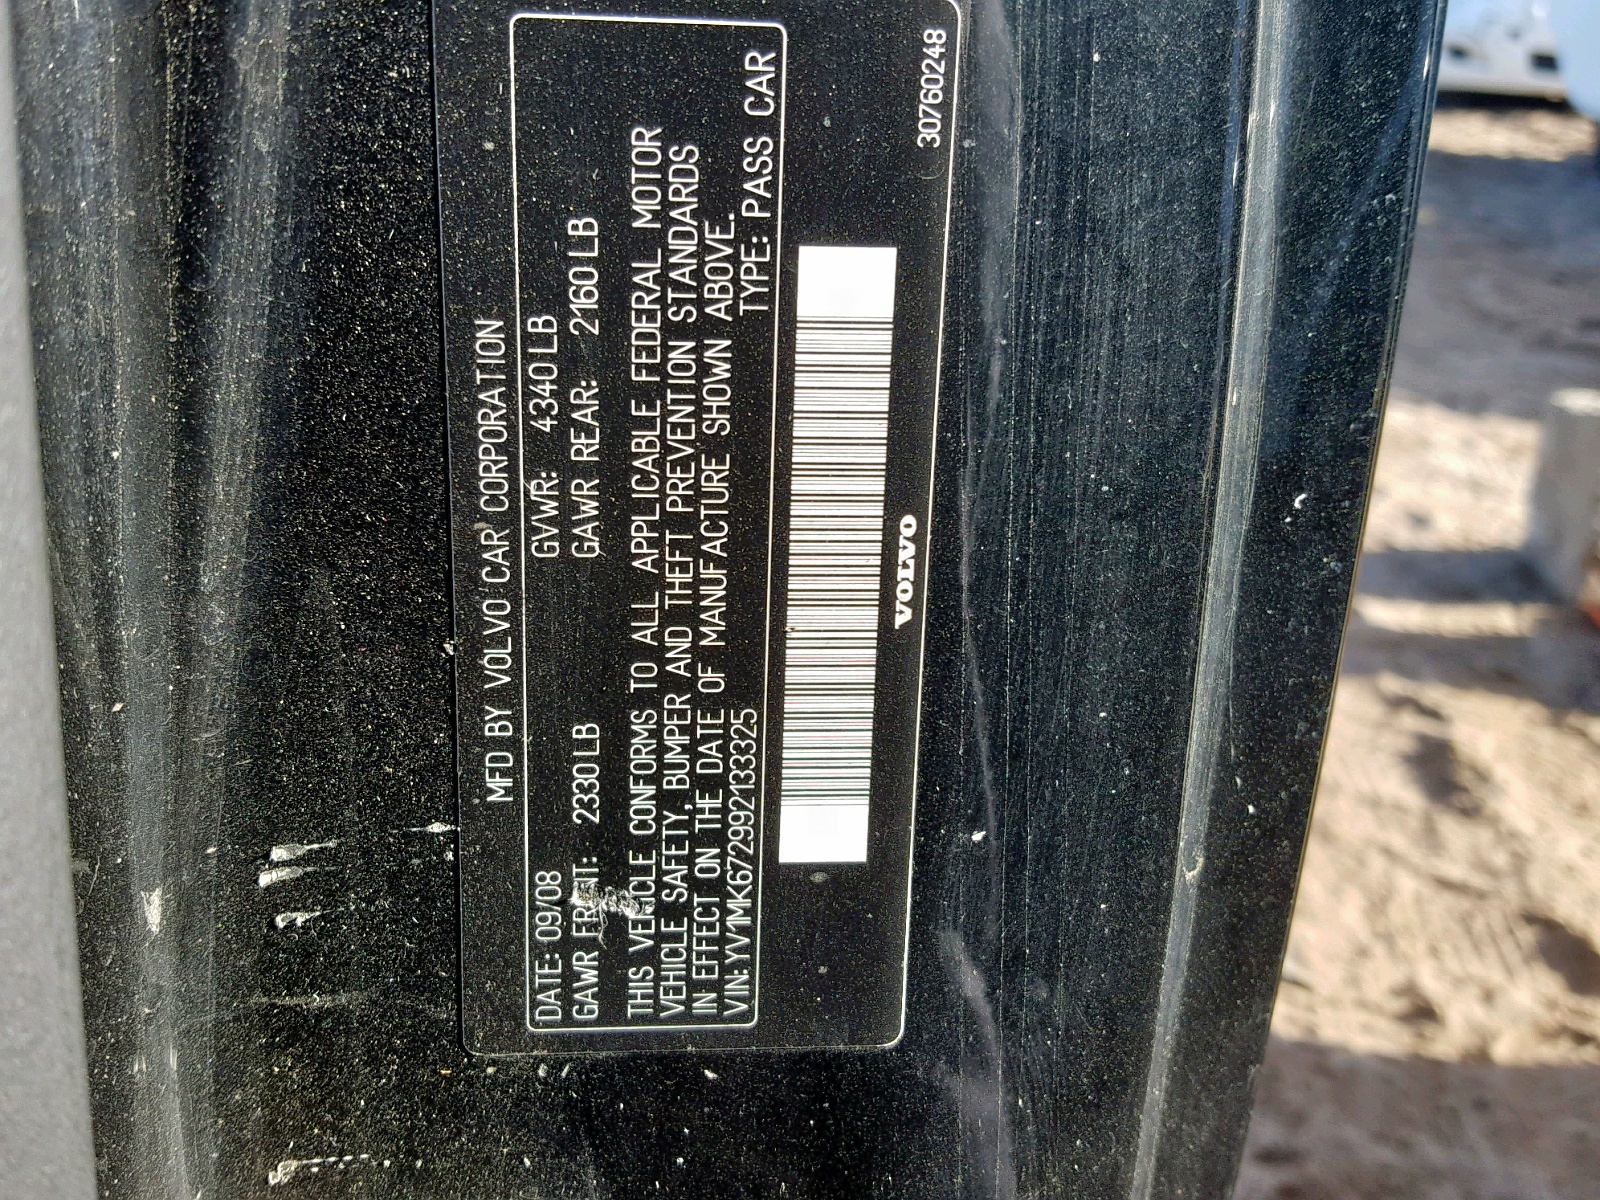 MFD BY VOLVO CAR CORPORATION
DATE: 09/08 GVWR: 4340 LB
GAWR FRONT: 2330 LB GAWR REAR: 2160 LB
THIS VEHICLE CONFORMS TO ALL APPLICABLE FEDERAL MOTOR
VEHICLE SAFETY, BUMPER AND THEFT PREVENTION STANDARDS
IN EFFECT ON THE DATE OF MANUFACTURE SHOWN ABOVE.
VIN: YV1MK672992133325 TYPE: PASS CAR
VOLVO
30760248